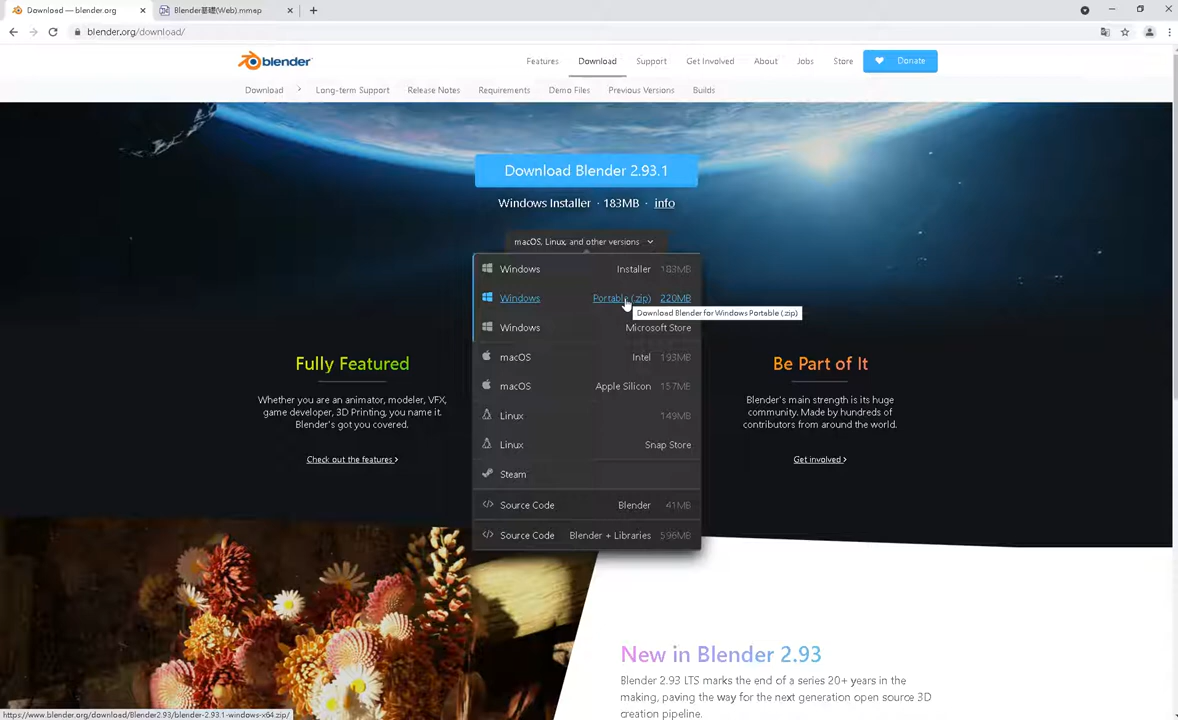 Download — blender.org
Blender基礎(Web).mmap
blender.org/download/
blender
Features
Download
Support
Get Involved
About
Jobs
Store
Donate
Download
Long-term Support
Release Notes
Requirements
Demo Files
Previous Versions
Builds
Download Blender 2.93.1
Windows Installer · 183MB · info
macOS, Linux, and other versions
Windows Installer 183MB
Windows Portable (.zip) 220MB
Download Blender for Windows Portable (.zip)
Windows Microsoft Store
macOS Intel 193MB
macOS Apple Silicon 157MB
Linux 149MB
Linux Snap Store
Steam
Source Code Blender 41MB
Source Code Blender + Libraries 596MB
Fully Featured
Whether you are an animator, modeler, VFX,
game developer, 3D Printing, you name it.
Blender's got you covered.
Check out the features
Be Part of It
Blender's main strength is its huge
community. Made by hundreds of
contributors from around the world.
Get involved
New in Blender 2.93
Blender 2.93 LTS marks the end of a series 20+ years in the
making, paving the way for the next generation open source 3D
creation pipeline.
https://www.blender.org/download/Blender2.93/blender-2.93.1-windows-x64.zip/